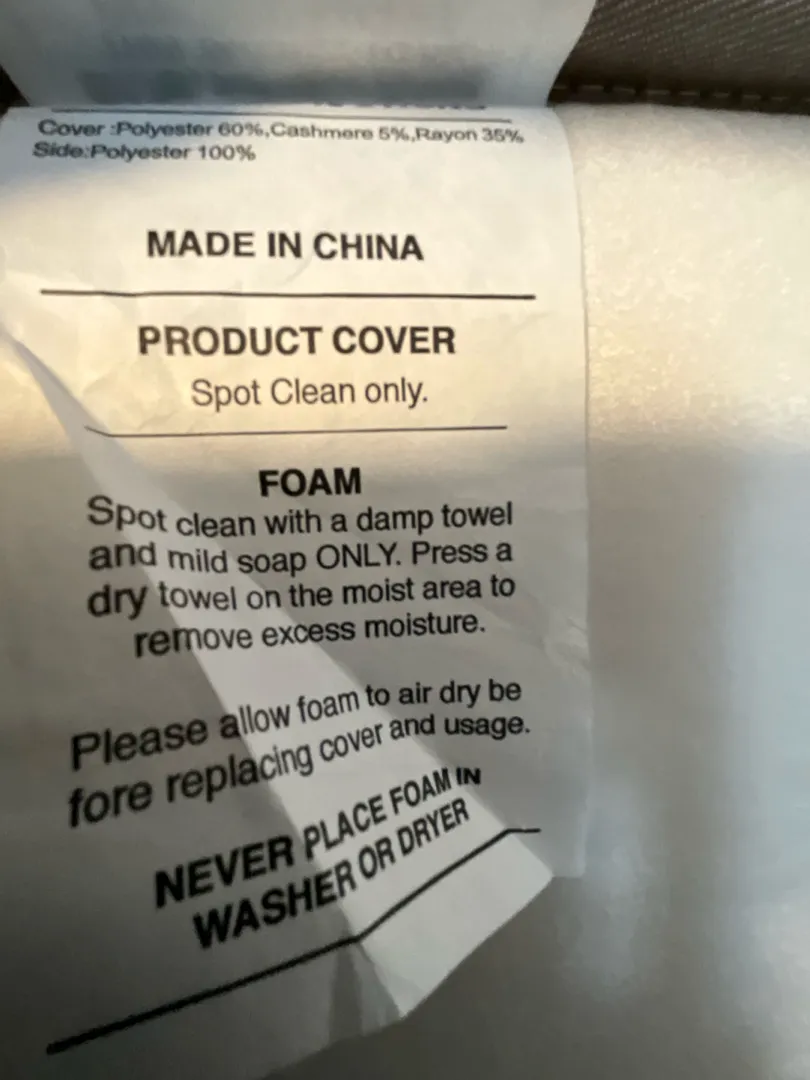 Cover :Polyester 60%,Cashmere 5%,Rayon 35%
Side:Polyester 100%
MADE IN CHINA
PRODUCT COVER
Spot Clean only.
FOAM
Spot clean with a damp towel
and mild soap ONLY. Press a
dry towel on the moist area to
remove excess moisture.
Please allow foam to air dry be
fore replacing cover and usage.
NEVER PLACE FOAM IN
WASHER OR DRYER